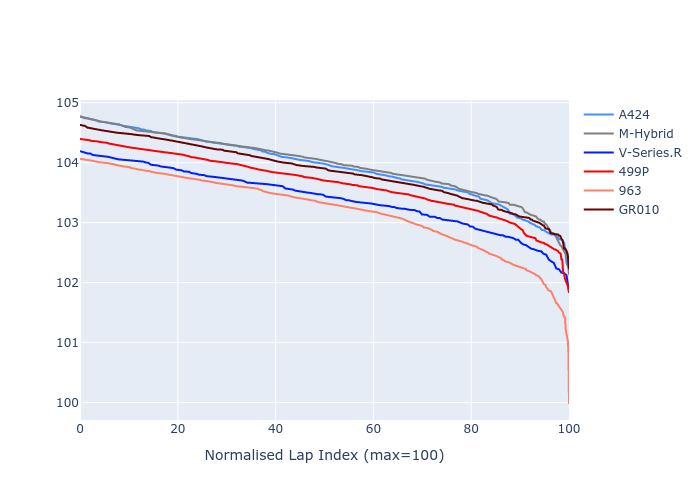 105
104
103
102
101
100
0 20 40 60 80 100
Normalised Lap Index (max=100)
A424
M-Hybrid
V-Series.R
499P
963
GR010